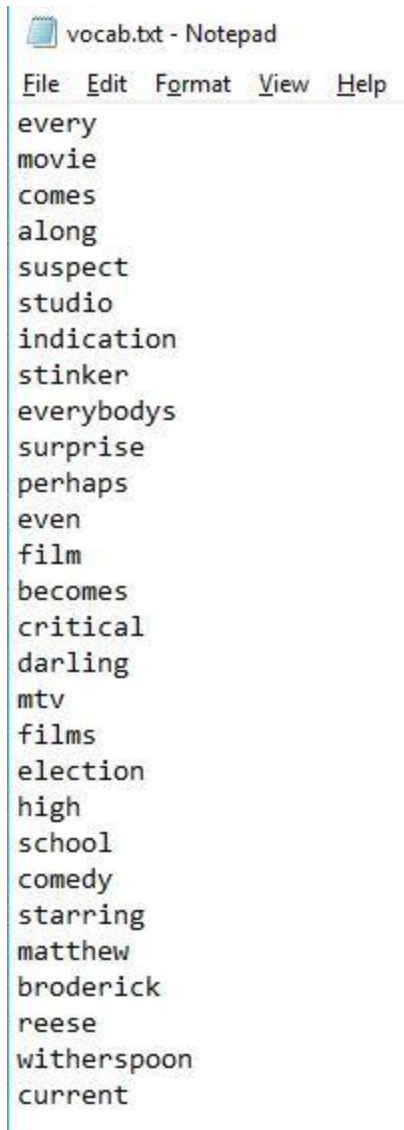 vocab.txt - Notepad
File Edit Format View Help
every
movie
comes
along
suspect
studio
indication
stinker
everybodys
surprise
perhaps
even
film
becomes
critical
darling
mtv
films
election
high
school
comedy
starring
matthew
broderick
reese
witherspoon
current